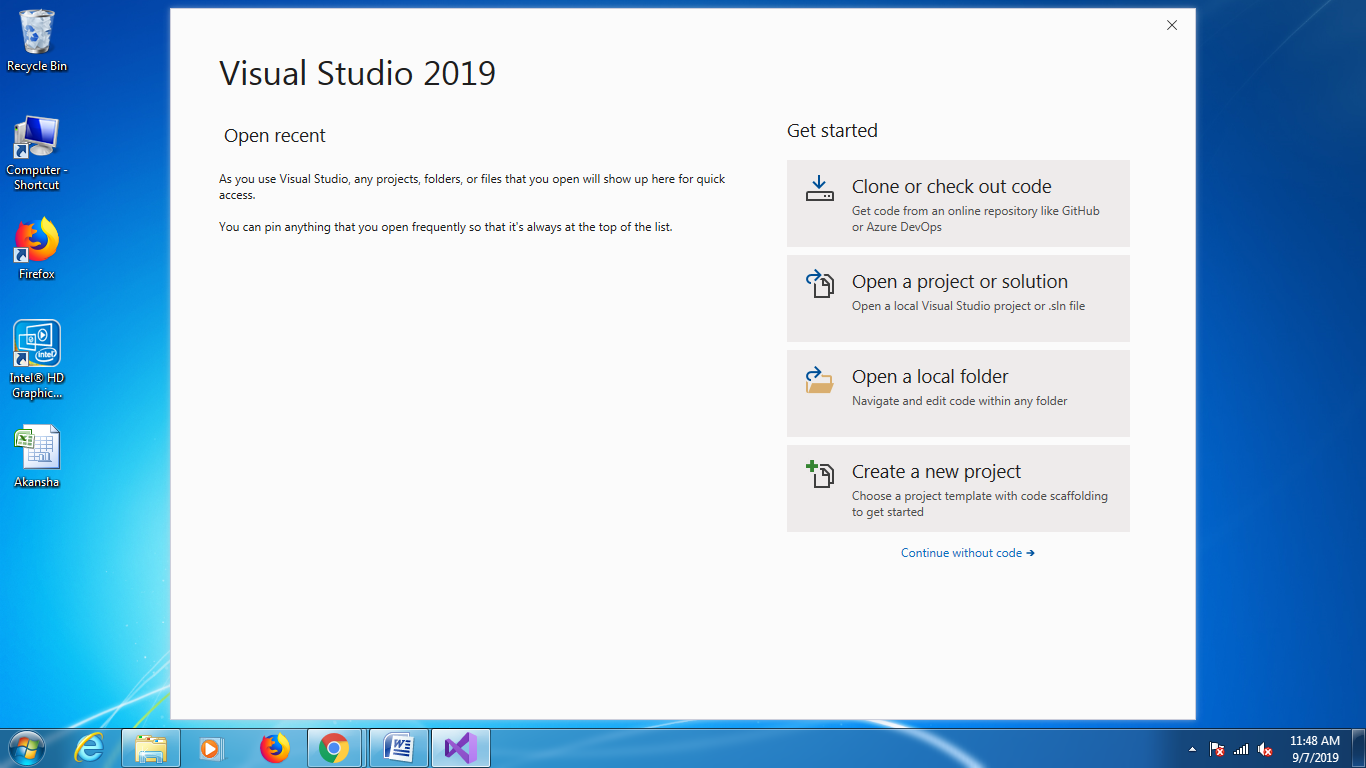 Recycle Bin
Computer -
Shortcut
Firefox
Intel® HD
Graphic...
Akansha
Visual Studio 2019
Open recent
As you use Visual Studio, any projects, folders, or files that you open will show up here for quick
access.
You can pin anything that you open frequently so that it's always at the top of the list.
Get started
Clone or check out code
Get code from an online repository like GitHub
or Azure DevOps
Open a project or solution
Open a local Visual Studio project or .sln file
Open a local folder
Navigate and edit code within any folder
Create a new project
Choose a project template with code scaffolding
to get started
Continue without code →
11:48 AM
9/7/2019